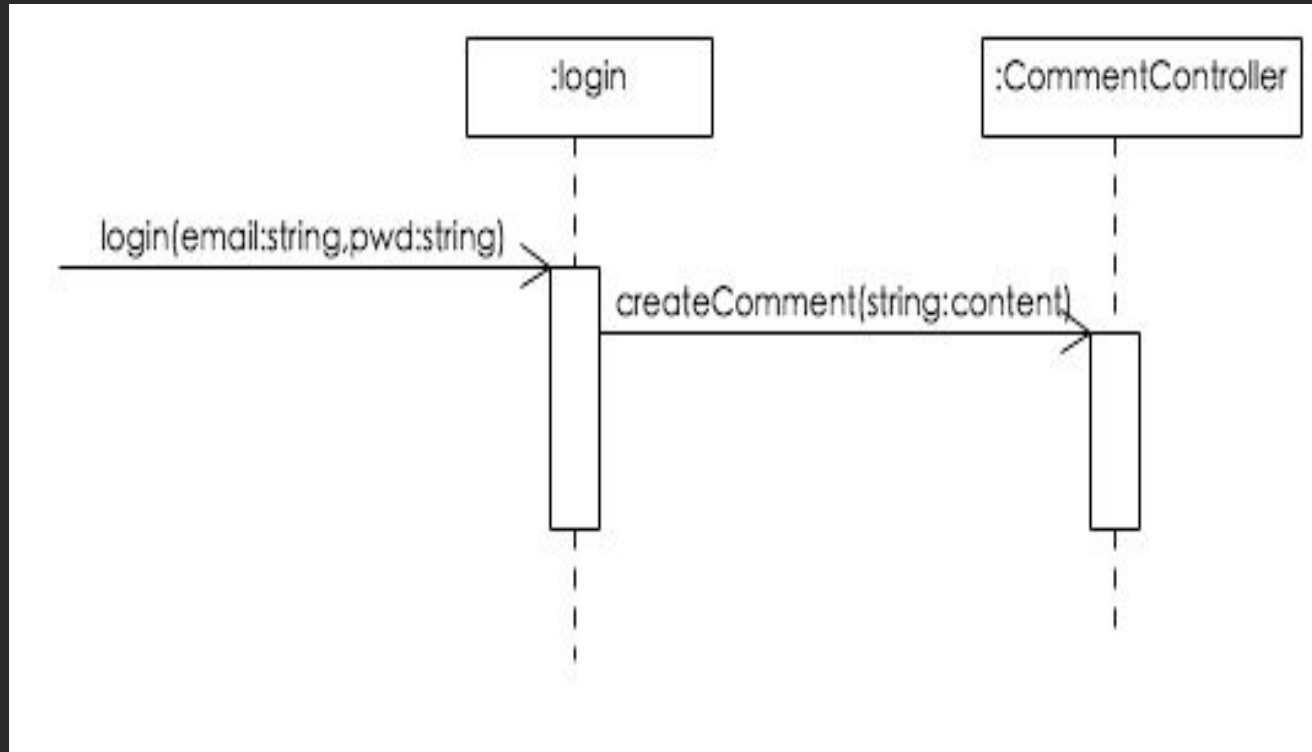 :login
:CommentController
login(email:string,pwd:string)
createComment(string:content)